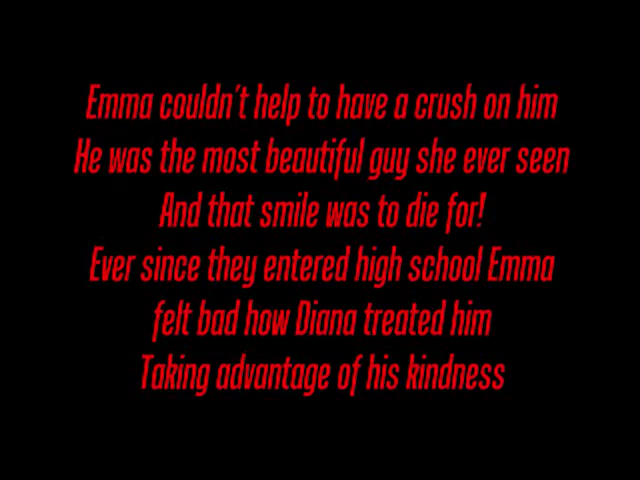 Emma couldn't help to have a crush on him
He was the most beautiful guy she ever seen
And that smile was to die for!
Ever since they entered high school Emma
felt bad how Diana treated him
Taking advantage of his kindness